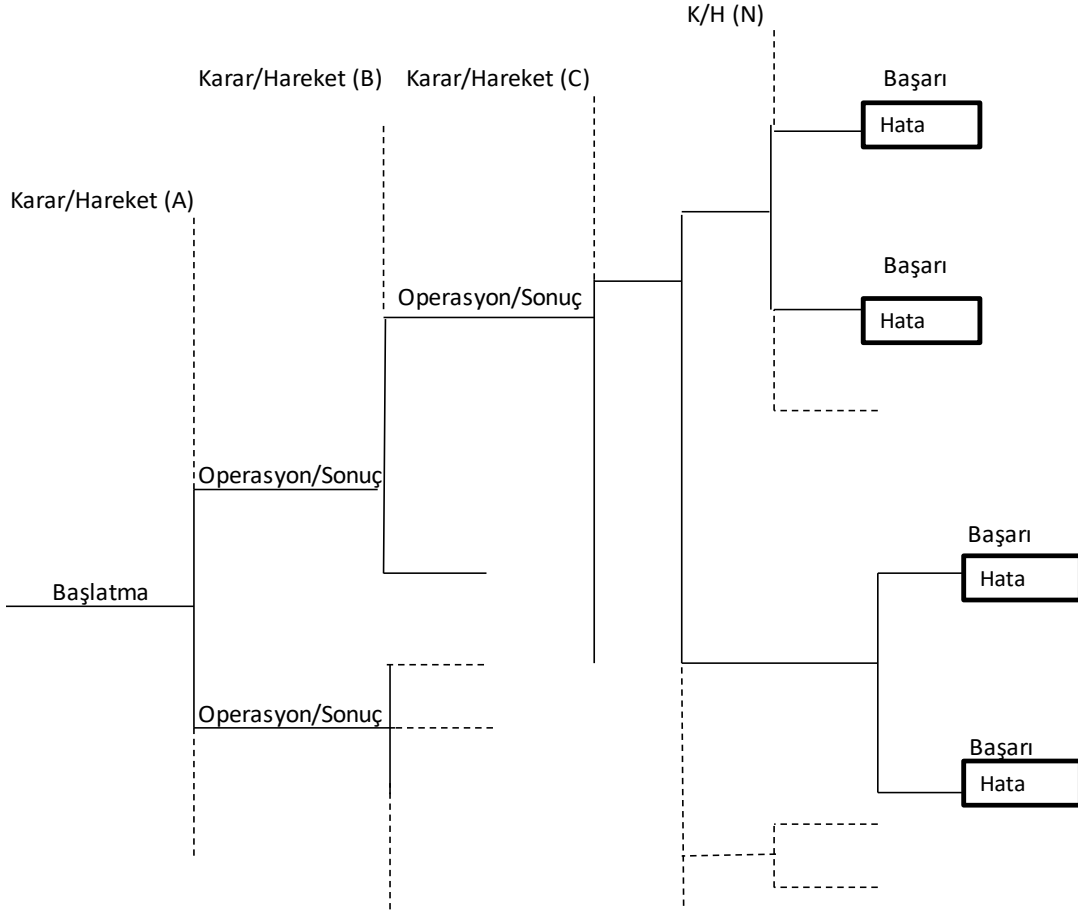 K/H (N)
Karar/Hareket (B)
Karar/Hareket (C)
Başarı
Hata
Karar/Hareket (A)
Başarı
Operasyon/Sonuç
Hata
Operasyon/Sonuç
Başarı
Hata
Başlatma
Operasyon/Sonuç
Başarı
Hata